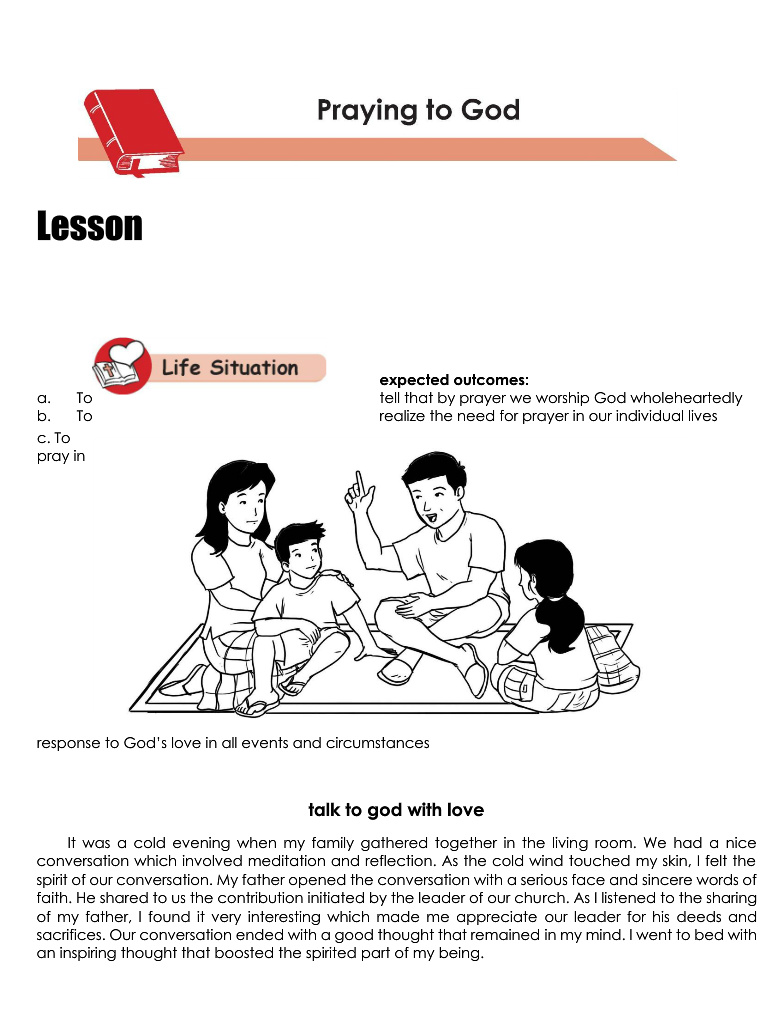 Praying to God
Lesson
Life Situation
expected outcomes:
a. To tell that by prayer we worship God wholeheartedly
b. To realize the need for prayer in our individual lives
c. To
pray in
response to God's love in all events and circumstances
talk to god with love
It was a cold evening when my family gathered together in the living room. We had a nice
conversation which involved meditation and reflection. As the cold wind touched my skin, I felt the
spirit of our conversation. My father opened the conversation with a serious face and sincere words of
faith. He shared to us the contribution initiated by the leader of our church. As I listened to the sharing
of my father, I found it very interesting which made me appreciate our leader for his deeds and
sacrifices. Our conversation ended with a good thought that remained in my mind. I went to bed with
an inspiring thought that boosted the spirited part of my being.